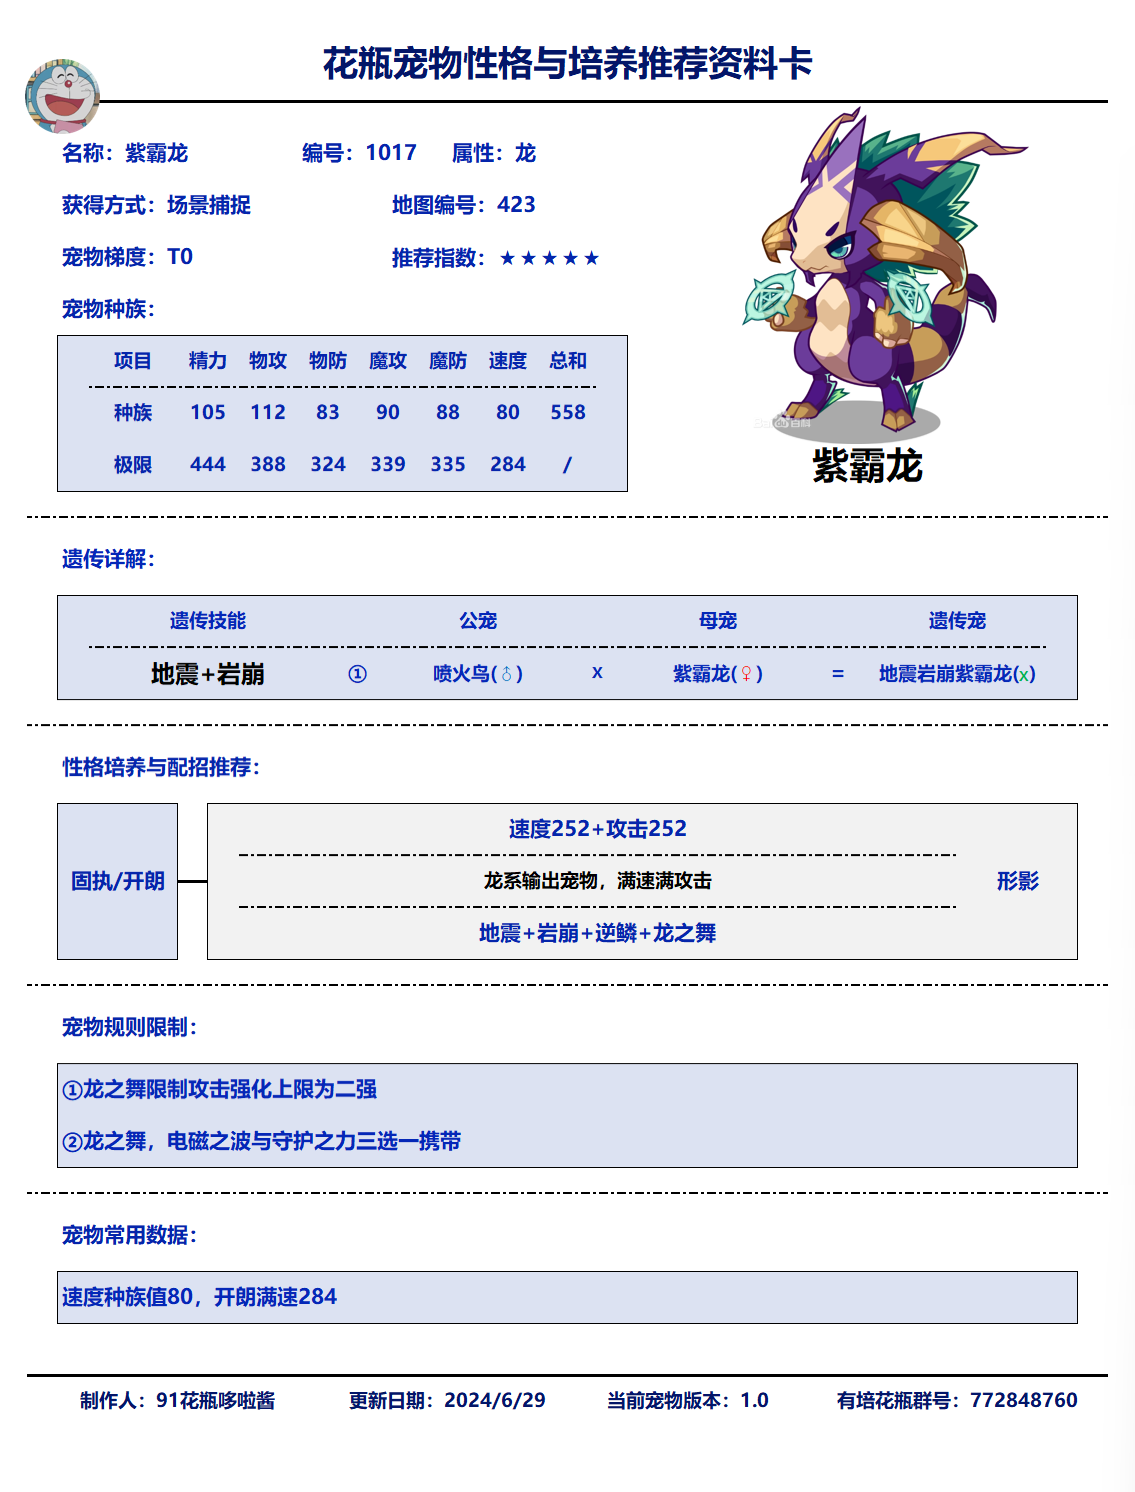 花瓶宠物性格与培养推荐资料卡
名称：紫霸龙 编号：1017 属性：龙
获得方式：场景捕捉 地图编号：423
宠物梯度：T0 推荐指数：★★★★★
宠物种族：
项目 精力 物攻 物防 魔攻 魔防 速度 总和
种族 105 112 83 90 88 80 558
极限 444 388 324 339 335 284 /
Bai 百科
紫霸龙
遗传详解：
遗传技能 公宠 母宠 遗传宠
地震+岩崩 ① 喷火鸟(♂) x 紫霸龙(♀) = 地震岩崩紫霸龙(x)
性格培养与配招推荐：
固执/开朗
速度252+攻击252
龙系输出宠物，满速满攻击
地震+岩崩+逆鳞+龙之舞
形影
宠物规则限制：
①龙之舞限制攻击强化上限为二强
②龙之舞，电磁之波与守护之力三选一携带
宠物常用数据：
速度种族值80，开朗满速284
制作人：91花瓶哆啦酱 更新日期：2024/6/29 当前宠物版本：1.0 有培花瓶群号：772848760